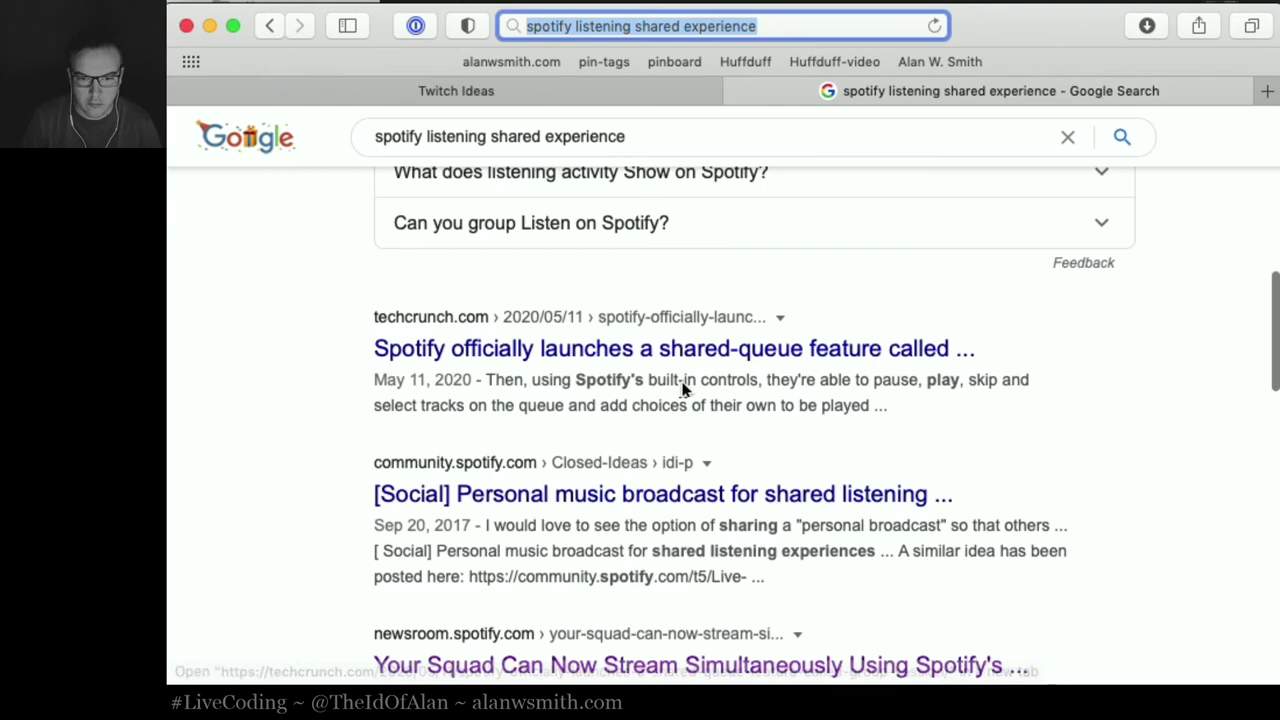 spotify listening shared experience
alanwsmith.com pin-tags pinboard Huffduff Huffduff-video Alan W. Smith
Twitch Ideas spotify listening shared experience - Google Search
Google spotify listening shared experience
What does listening activity Show on Spotify?
Can you group Listen on Spotify?
Feedback
techcrunch.com › 2020/05/11 › spotify-officially-launc...
Spotify officially launches a shared-queue feature called ...
May 11, 2020 - Then, using Spotify's built-in controls, they're able to pause, play, skip and
select tracks on the queue and add choices of their own to be played ...
community.spotify.com › Closed-Ideas › idi-p
[Social] Personal music broadcast for shared listening ...
Sep 20, 2017 - I would love to see the option of sharing a "personal broadcast" so that others ...
[ Social] Personal music broadcast for shared listening experiences ... A similar idea has been
posted here: https://community.spotify.com/t5/Live- ...
newsroom.spotify.com › your-squad-can-now-stream-si...
Your Squad Can Now Stream Simultaneously Using Spotify's ...
Open "https://techcrunch.com/
#LiveCoding ~ @TheIdOfAlan ~ alanwsmith.com